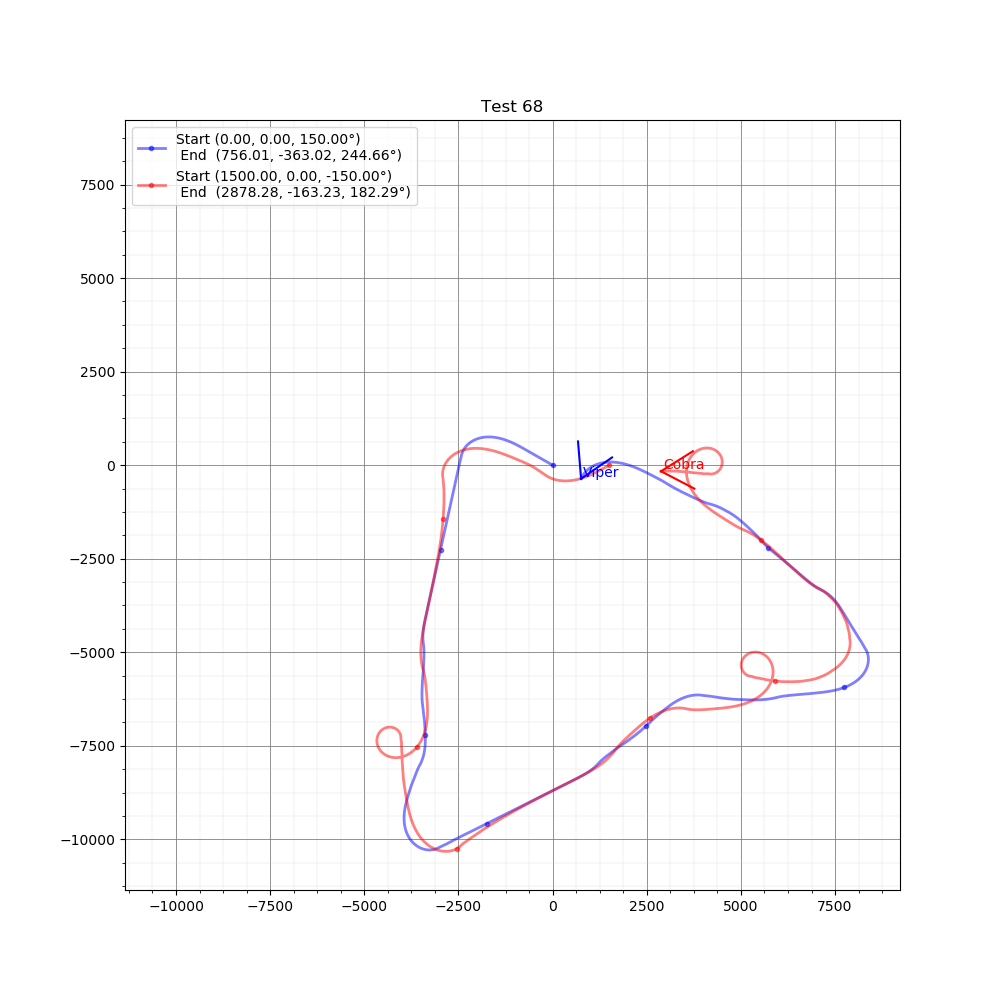 Test 68
Start (0.00, 0.00, 150.00°)
End (756.01, -363.02, 244.66°)
Start (1500.00, 0.00, -150.00°)
End (2878.28, -163.23, 182.29°)
7500
5000
2500
0
−2500
−5000
−7500
−10000
Cobra
Viper
−10000 −7500 −5000 −2500 0 2500 5000 7500